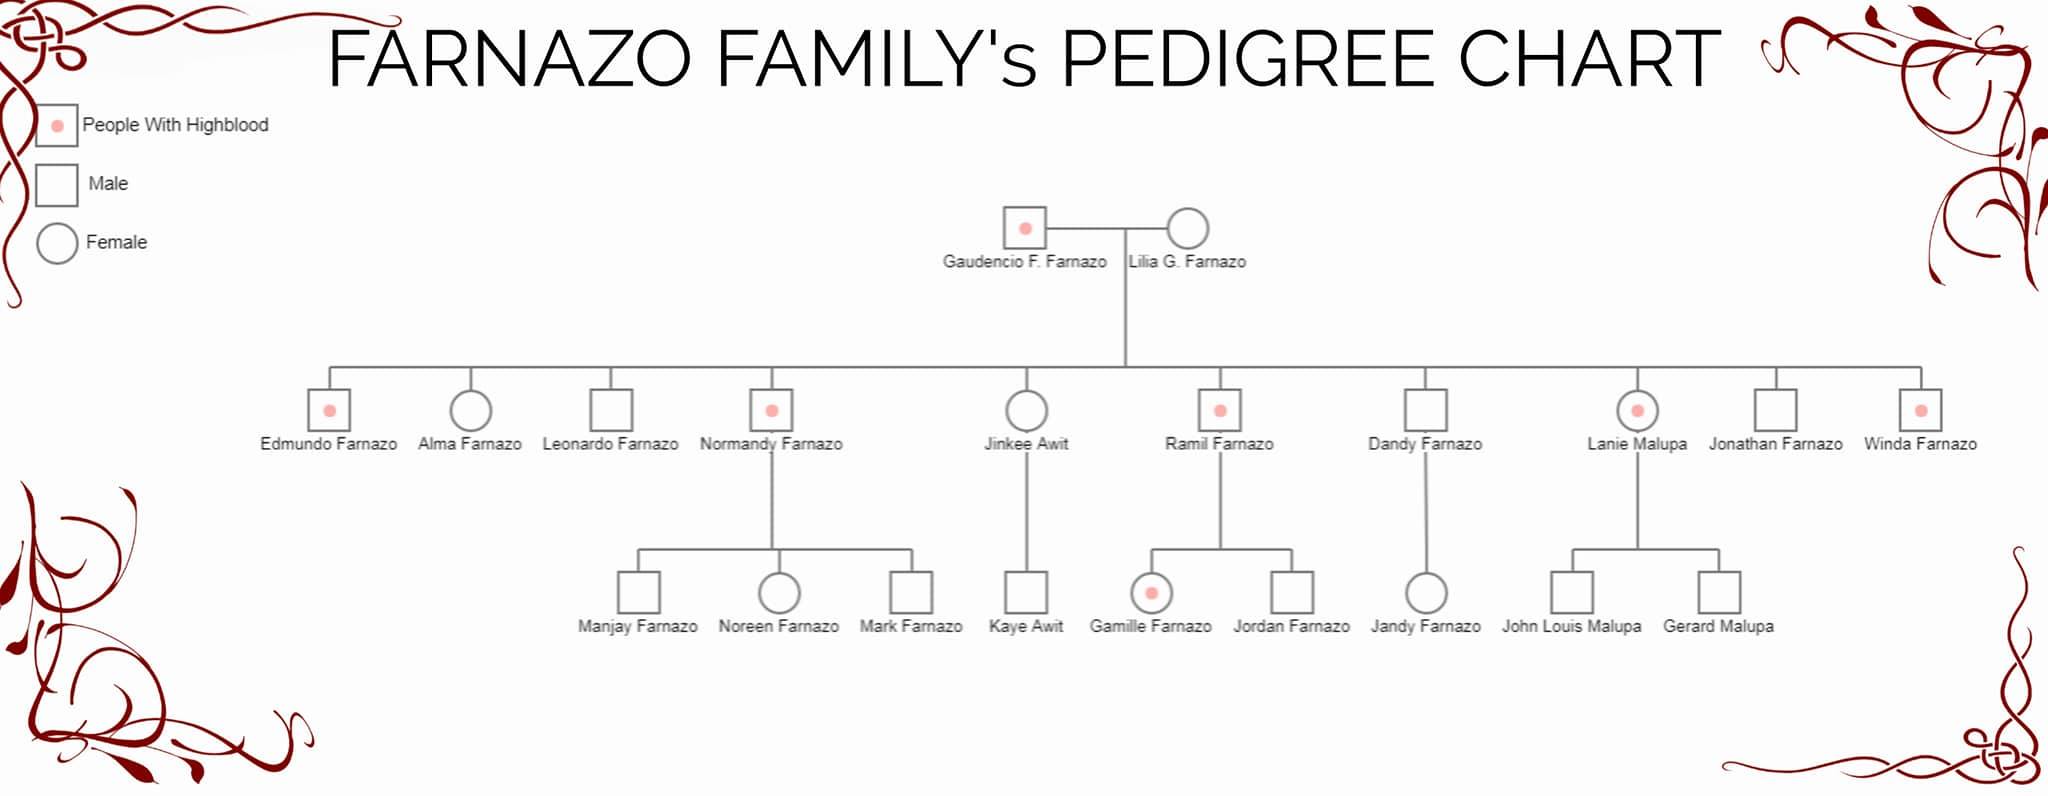 FARNAZO FAMILY's PEDIGREE CHART
People With Highblood
Male
Female
Gaudencio F. Farnazo
Lilia G. Farnazo
Edmundo Farnazo
Alma Farnazo
Leonardo Farnazo
Normandy Farnazo
Jinkee Awit
Ramil Farnazo
Dandy Farnazo
Lanie Malupa
Jonathan Farnazo
Winda Farnazo
Manjay Farnazo
Noreen Farnazo
Mark Farnazo
Kaye Awit
Gamille Farnazo
Jordan Farnazo
Jandy Farnazo
John Louis Malupa
Gerard Malupa